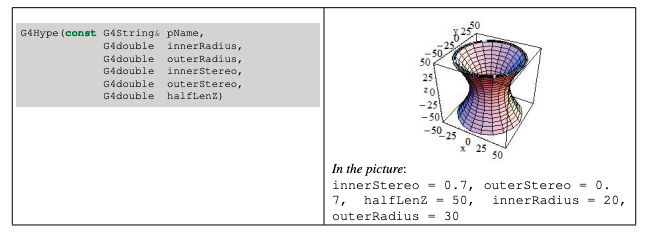 G4Hype(const G4String& pName,
G4double innerRadius,
G4double outerRadius,
G4double innerStereo,
G4double outerStereo,
G4double halfLenZ)
y 25 50
0
-25
-50
50
25
z 0
-25
-50
-50
-25
0
x
25
50
In the picture:
innerStereo = 0.7, outerStereo = 0.
7, halfLenZ = 50, innerRadius = 20,
outerRadius = 30